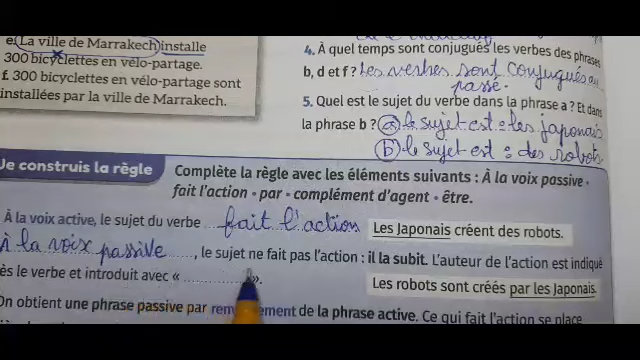 e. La ville de Marrakech installe
300 bicyclettes en vélo-partage.
f. 300 bicyclettes en vélo-partage sont
installées par la ville de Marrakech.
4. À quel temps sont conjugués les verbes des phrases
b, d et f ? Les verbes sont conjugués au
passé.
5. Quel est le sujet du verbe dans la phrase a ? Et dans
la phrase b ? a le sujet est : les japonais
b le sujet est : des robots
Je construis la règle
Complète la règle avec les éléments suivants : À la voix passive •
fait l'action • par • complément d'agent • être.
À la voix active, le sujet du verbe fait l'action
Les Japonais créent des robots.
À la voix passive, le sujet ne fait pas l'action : il la subit. L'auteur de l'action est indiqué
ès le verbe et introduit avec « ............ ».
Les robots sont créés par les Japonais.
On obtient une phrase passive par de la phrase active. Ce qui fait l'action se place